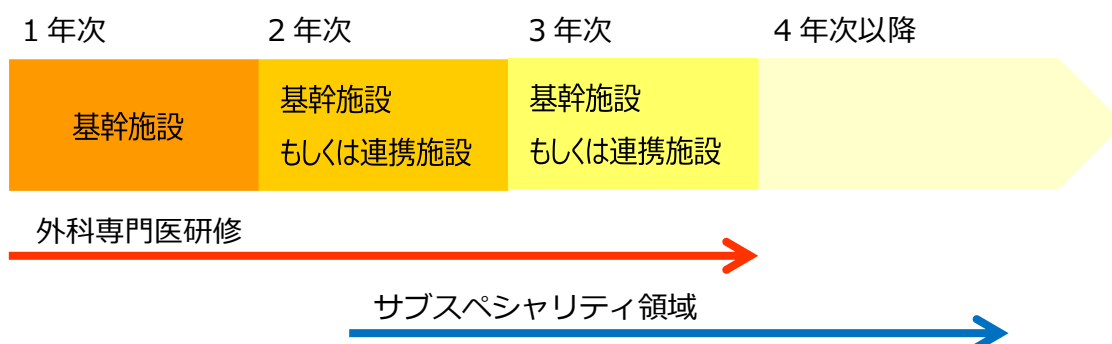 1年次
2年次
3年次
4年次以降
基幹施設
基幹施設
もしくは連携施設
基幹施設
もしくは連携施設
外科専門医研修
サブスペシャリティ領域